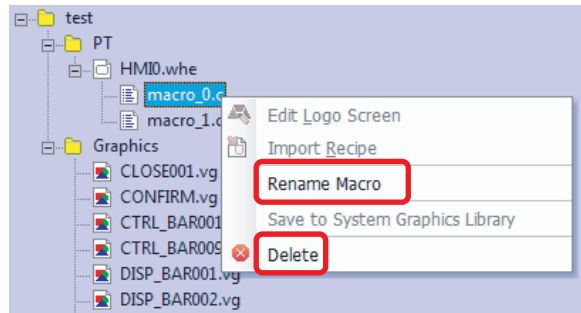 test
PT
HMI0.whe
macro_0.c
macro_1.c
Edit Logo Screen
Import Recipe
Rename Macro
Save to System Graphics Library
Delete
Graphics
CLOSE001.vg
CONFIRM.vg
CTRL_BAR001
CTRL_BAR009
DISP_BAR001.vg
DISP_BAR002.vg